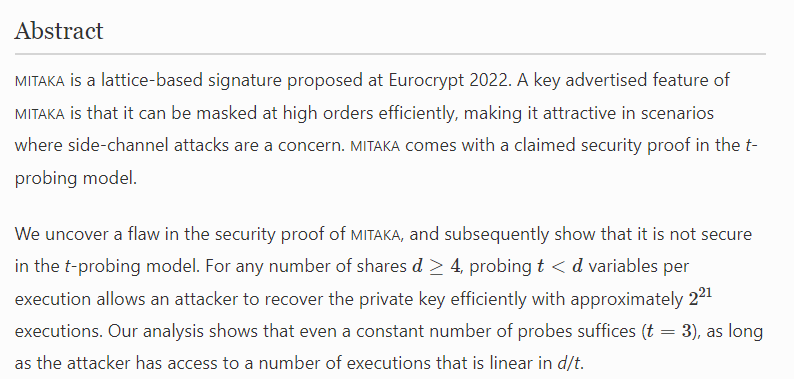 Abstract
MITAKA is a lattice-based signature proposed at Eurocrypt 2022. A key advertised feature of
MITAKA is that it can be masked at high orders efficiently, making it attractive in scenarios
where side-channel attacks are a concern. MITAKA comes with a claimed security proof in the t-
probing model.
We uncover a flaw in the security proof of MITAKA, and subsequently show that it is not secure
in the t-probing model. For any number of shares d ≥ 4, probing t < d variables per
execution allows an attacker to recover the private key efficiently with approximately 2²¹
executions. Our analysis shows that even a constant number of probes suffices (t = 3), as long
as the attacker has access to a number of executions that is linear in d/t.